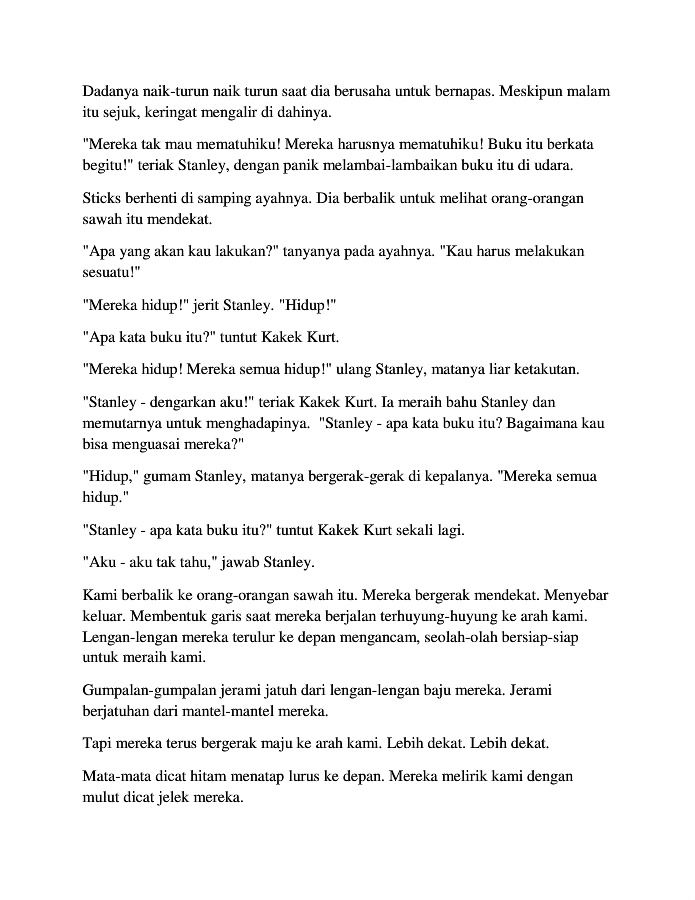 Dadanya naik-turun naik turun saat dia berusaha untuk bernapas. Meskipun malam
itu sejuk, keringat mengalir di dahinya.
"Mereka tak mau mematuhiku! Mereka harusnya mematuhiku! Buku itu berkata
begitu!" teriak Stanley, dengan panik melambai-lambaikan buku itu di udara.
Sticks berhenti di samping ayahnya. Dia berbalik untuk melihat orang-orangan
sawah itu mendekat.
"Apa yang akan kau lakukan?" tanyanya pada ayahnya. "Kau harus melakukan
sesuatu!"
"Mereka hidup!" jerit Stanley. "Hidup!"
"Apa kata buku itu?" tuntut Kakek Kurt.
"Mereka hidup! Mereka semua hidup!" ulang Stanley, matanya liar ketakutan.
"Stanley - dengarkan aku!" teriak Kakek Kurt. Ia meraih bahu Stanley dan
memutarnya untuk menghadapinya.  "Stanley - apa kata buku itu? Bagaimana kau
bisa menguasai mereka?"
"Hidup," gumam Stanley, matanya bergerak-gerak di kepalanya. "Mereka semua
hidup."
"Stanley - apa kata buku itu?" tuntut Kakek Kurt sekali lagi.
"Aku - aku tak tahu," jawab Stanley.
Kami berbalik ke orang-orangan sawah itu. Mereka bergerak mendekat. Menyebar
keluar. Membentuk garis saat mereka berjalan terhuyung-huyung ke arah kami.
Lengan-lengan mereka terulur ke depan mengancam, seolah-olah bersiap-siap
untuk meraih kami.
Gumpalan-gumpalan jerami jatuh dari lengan-lengan baju mereka. Jerami
berjatuhan dari mantel-mantel mereka.
Tapi mereka terus bergerak maju ke arah kami. Lebih dekat. Lebih dekat.
Mata-mata dicat hitam menatap lurus ke depan. Mereka melirik kami dengan
mulut dicat jelek mereka.